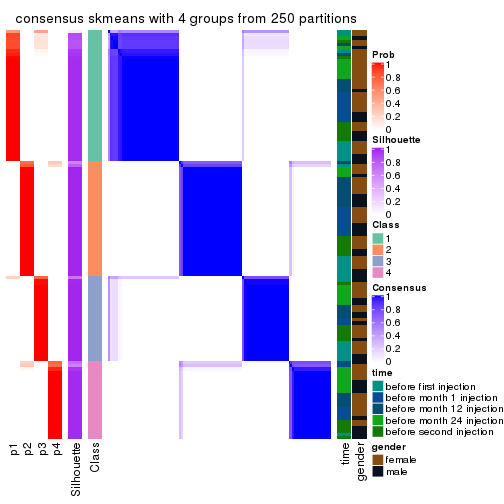 consensus skmeans with 4 groups from 250 partitions
Prob
1
0.8
0.6
0.4
0.2
0
Silhouette
1
0.8
0.6
0.4
0.2
0
Class
1
2
3
4
Consensus
1
0.8
0.6
0.4
0.2
0
time
before first injection
before month 1 injection
before month 12 injection
before month 24 injection
before second injection
gender
female
male
p1
p2
p3
p4
Silhouette
Class
time
gender